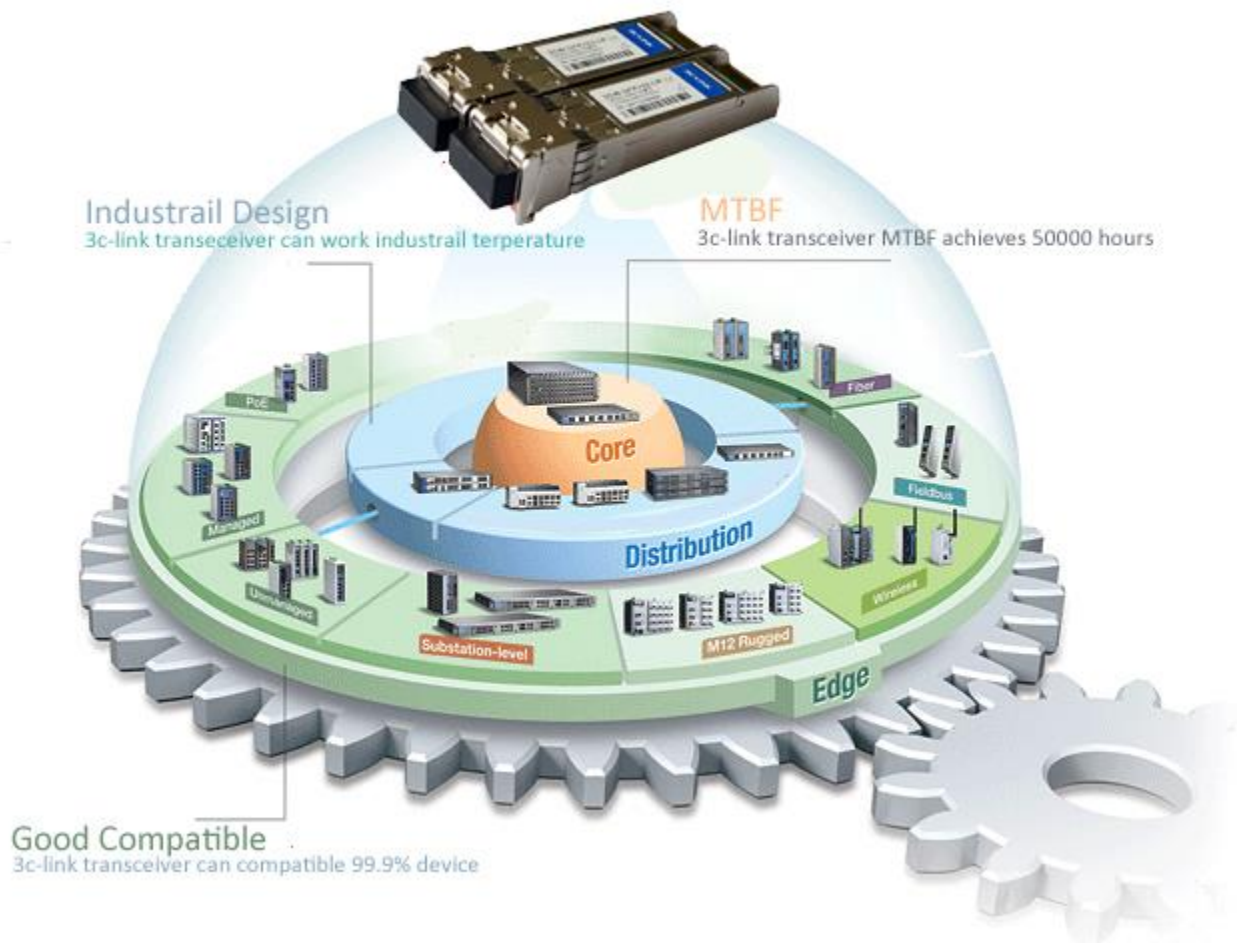 Industrail Design
3c-link transeceiver can work industrail terperature
MTBF
3c-link transceiver MTBF achieves 50000 hours
PoE
Fiber
Core
Fieldbus
Managed
Distribution
Wireless
Unmanaged
Substation-level
M12 Rugged
Edge
Good Compatible
3c-link transceiver can compatible 99.9% device